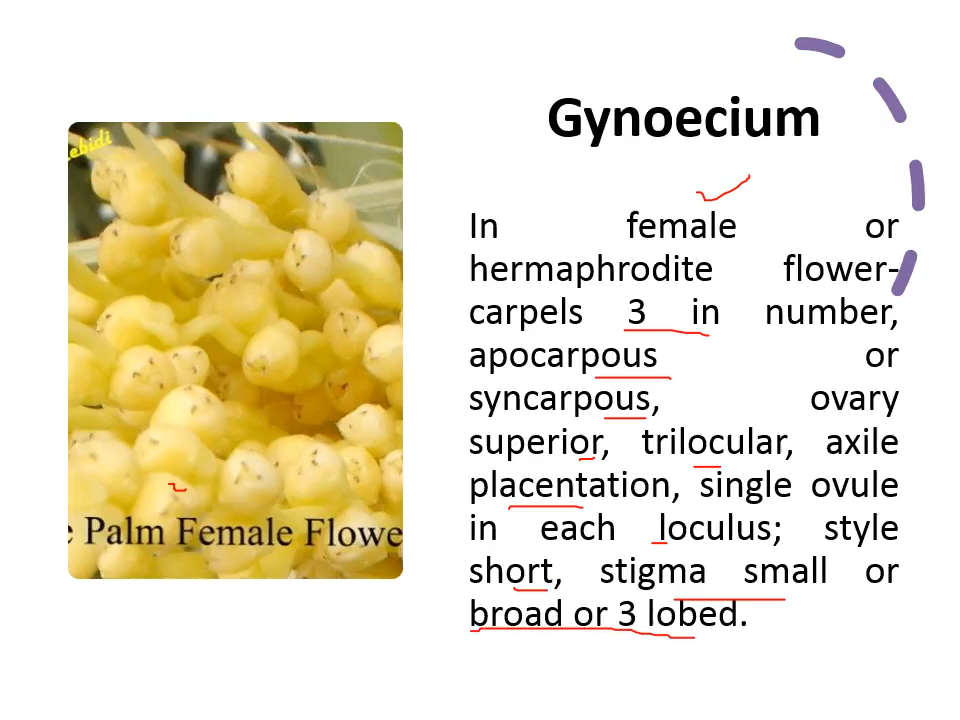 Gynoecium
ebidi
In female or
hermaphrodite flower-
carpels 3 in number,
apocarpous or
syncarpous, ovary
superior, trilocular, axile
placentation, single ovule
in each loculus; style
short, stigma small or
broad or 3 lobed.
e Palm Female Flowe